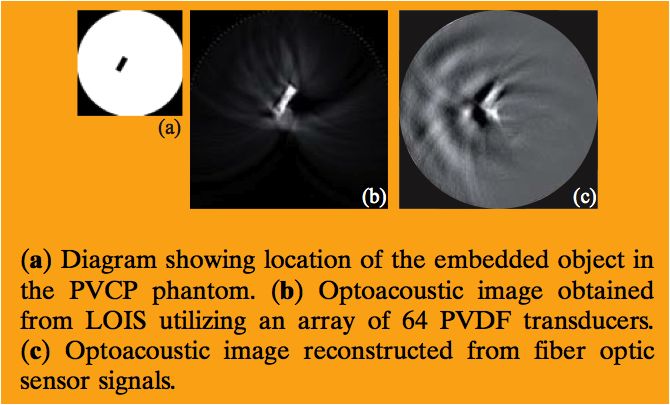 (a)
(b)
(c)
(a) Diagram showing location of the embedded object in
the PVCP phantom. (b) Optoacoustic image obtained
from LOIS utilizing an array of 64 PVDF transducers.
(c) Optoacoustic image reconstructed from fiber optic
sensor signals.